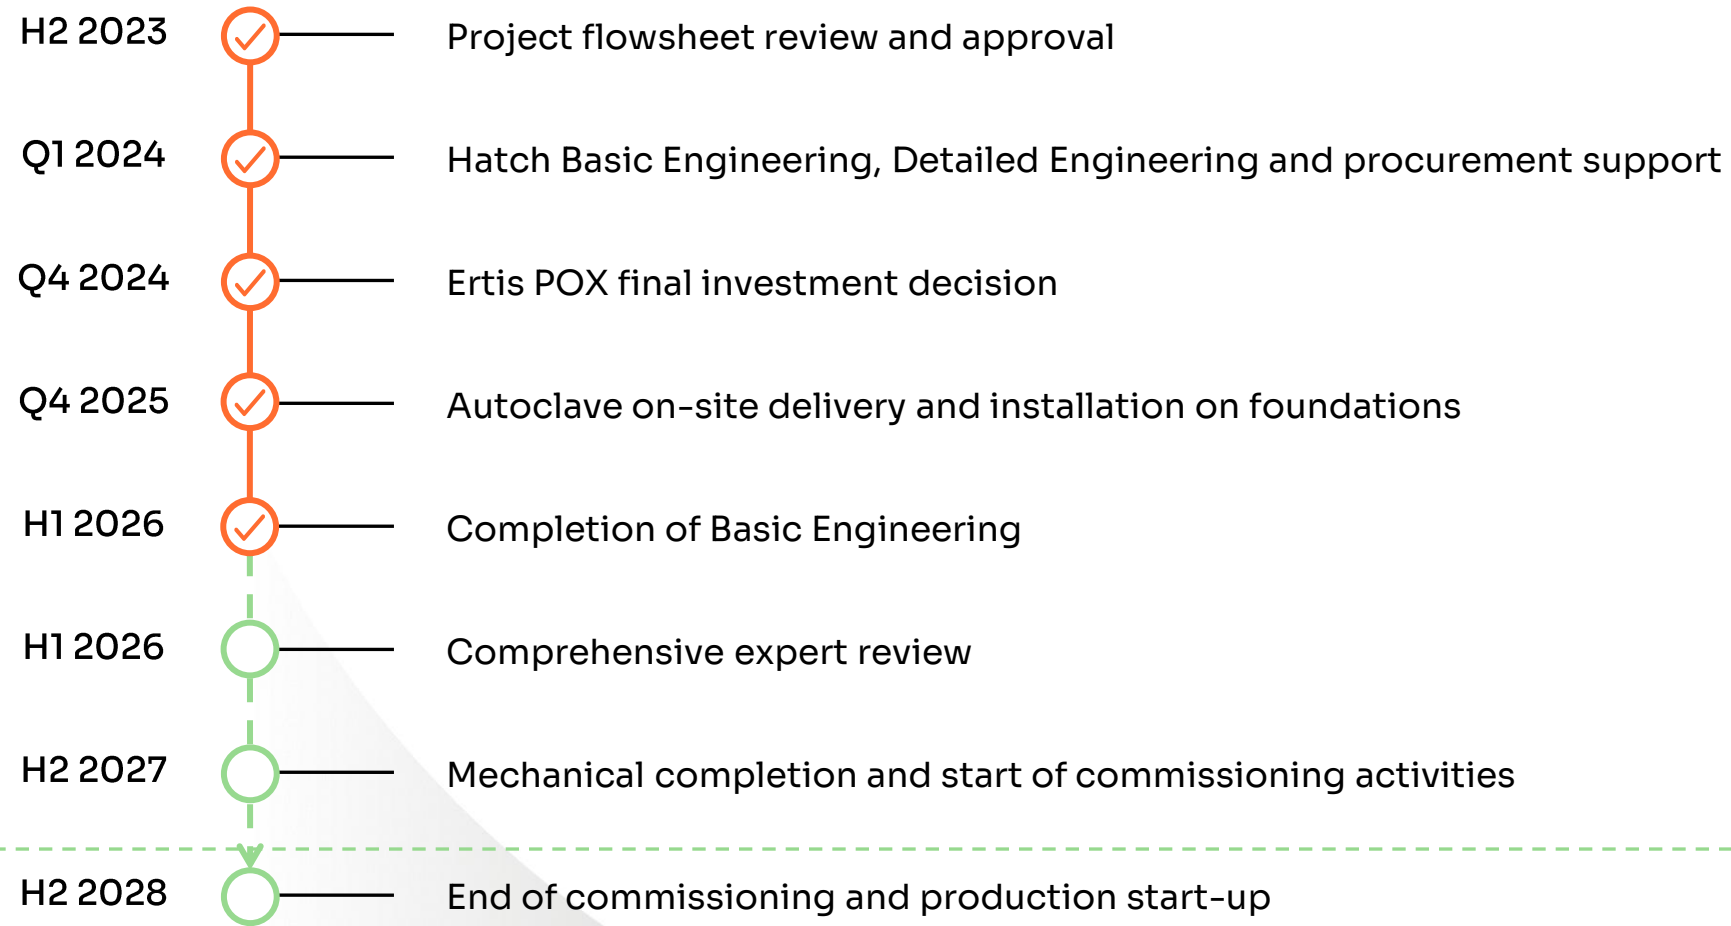 H2 2023 Project flowsheet review and approval
Q1 2024 Hatch Basic Engineering, Detailed Engineering and procurement support
Q4 2024 Ertis POX final investment decision
Q4 2025 Autoclave on-site delivery and installation on foundations
H1 2026 Completion of Basic Engineering
H1 2026 Comprehensive expert review
H2 2027 Mechanical completion and start of commissioning activities
H2 2028 End of commissioning and production start-up